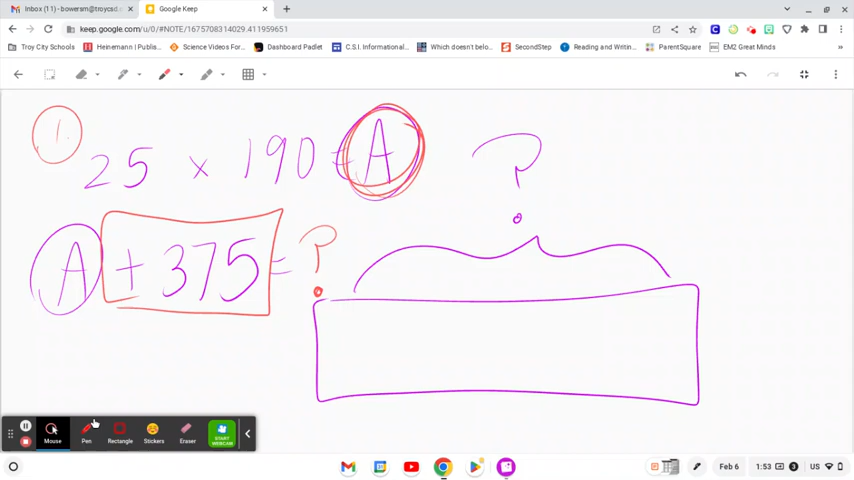 Inbox (11) - bowersm@troycsd.
Google Keep
keep.google.com/u/0/#NOTE/1675708314029.411959651
Troy City Schools
Heinemann | Publis...
Science Video For...
Dashboard Padlet
C.S.I. Informational...
Which doesn't belo...
SecondStep
Reading and Writin...
ParentSquare
EM2 Great Minds
1.
25 x 190 = A
?
A + 375 = ?
Mouse
Pen
Rectangle
Stickers
Eraser
START WEBCAM
Feb 6
1:53
3
US